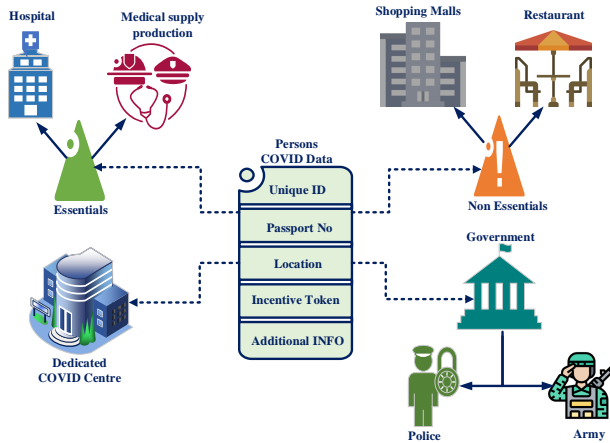 Hospital
Medical supply
production
Shopping Malls
Restaurant
Persons
COVID Data
Unique ID
Passport No
Location
Incentive Token
Additional INFO
Essentials
Non Essentials
Government
Dedicated
COVID Centre
Police
Army